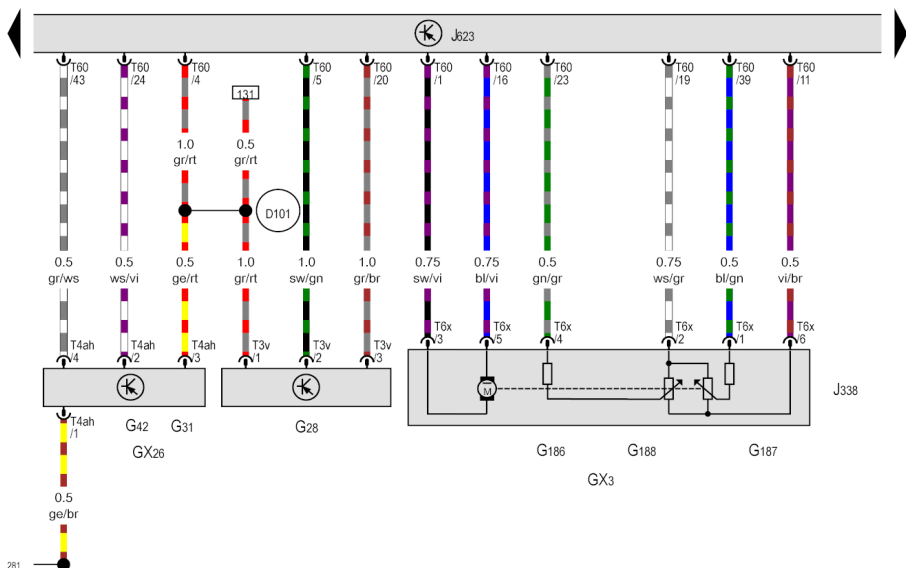 J623
T60 T60 T60 T60 T60 T60 T60 T60 T60 T60 T60
/43 /24 /4 /5 /20 /1 /16 /23 /19 /39 /11
131
1.0 0.5
gr/rt gr/rt
D101
0.5 0.5 0.5 1.0 1.0 1.0 0.75 0.75 0.5 0.75 0.5 0.5
gr/ws ws/vi ge/rt gr/rt sw/gn gr/br sw/vi bl/vi gn/gr ws/gr bl/gn vi/br
T6x T6x T6x T6x T6x T6x
/3 /5 /4 /2 /1 /6
T4ah T4ah T4ah T3v T3v T3v
/4 /2 /3 /1 /2 /3
M
J338
T4ah
/1
G42 G31 G28
GX26
G186 G188 G187
GX3
0.5
ge/br
281